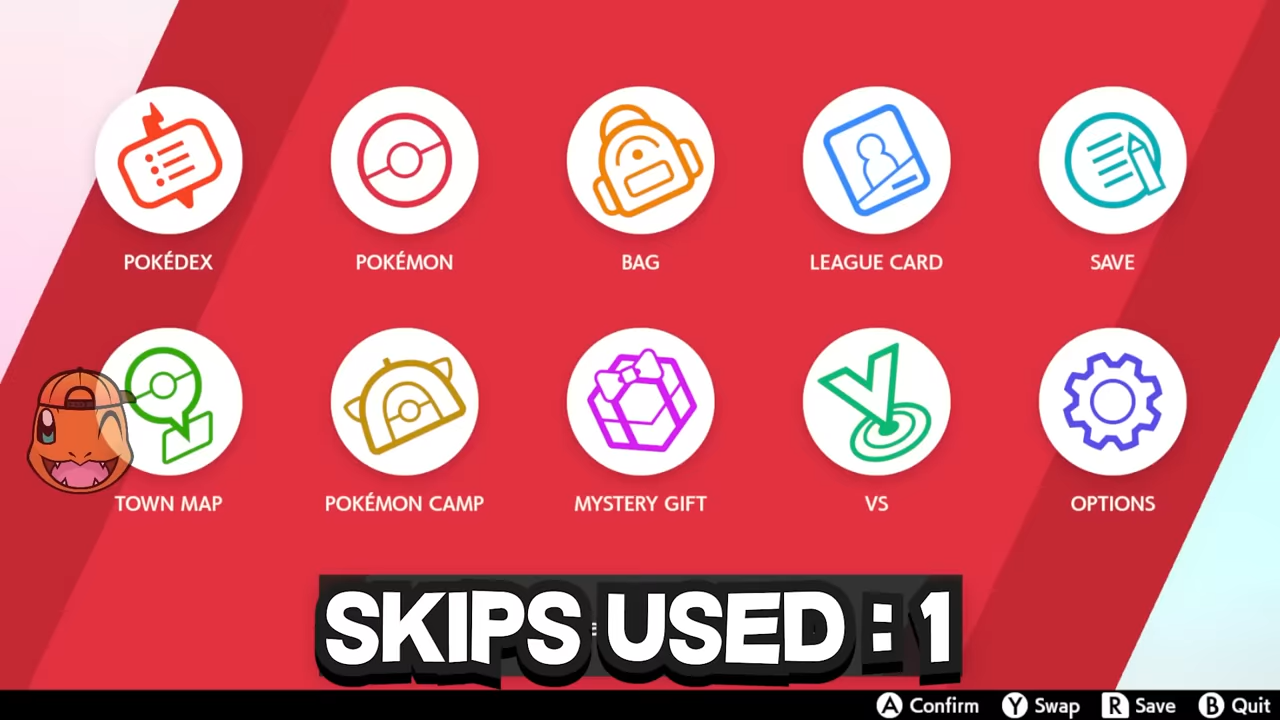 POKÉDEX
POKÉMON
BAG
LEAGUE CARD
SAVE
TOWN MAP
POKÉMON CAMP
MYSTERY GIFT
VS
OPTIONS
SKIPS USED : 1
A Confirm Y Swap R Save B Quit